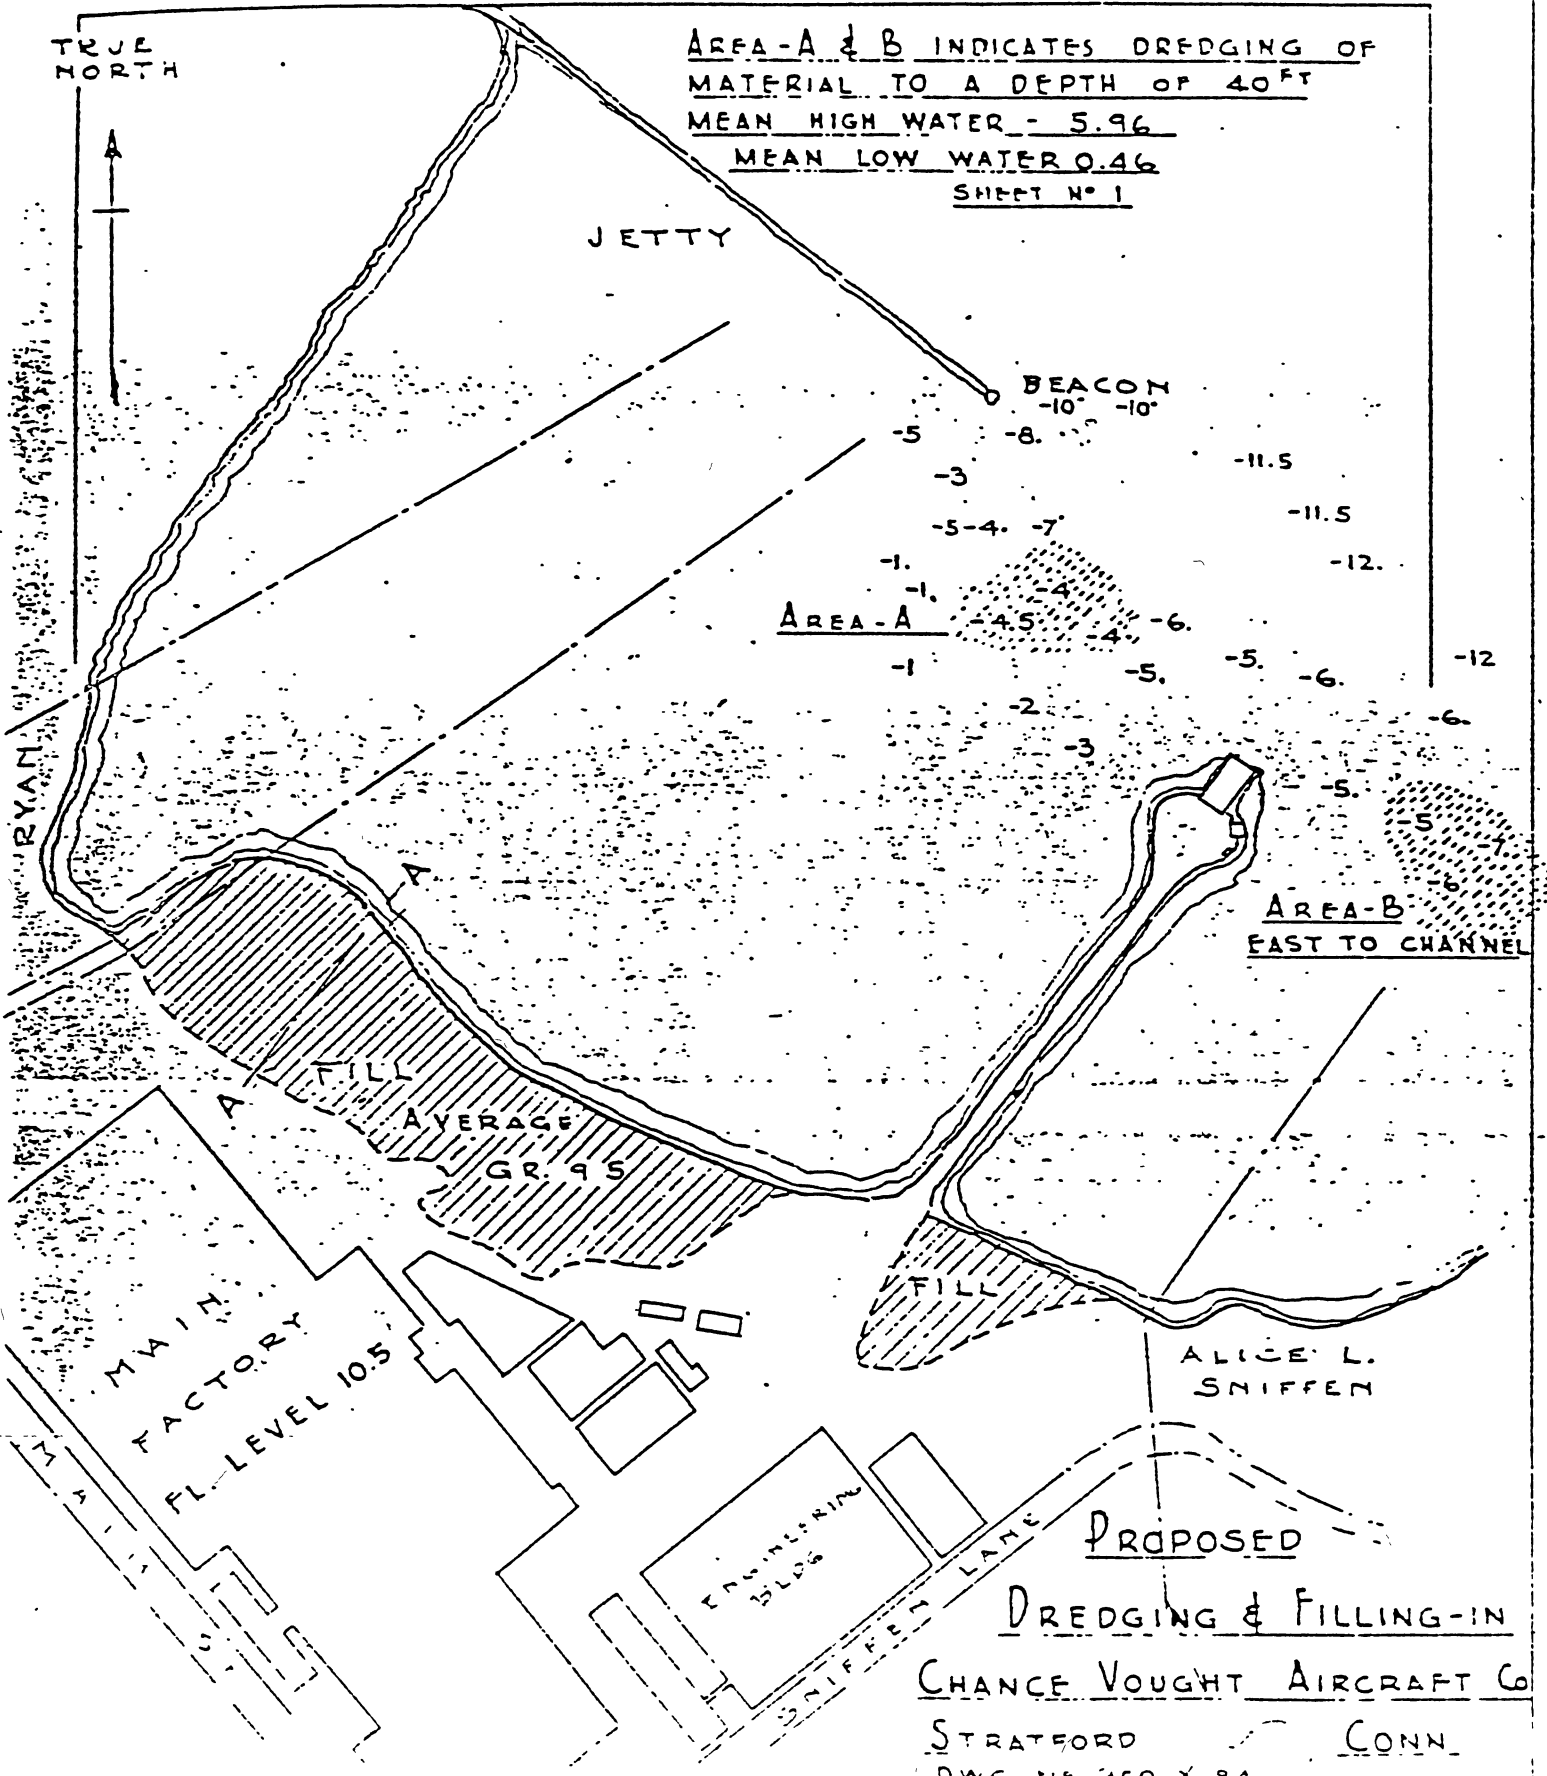 TRUE
NORTH
AREA-A & B INDICATES DREDGING OF
MATERIAL TO A DEPTH OF 40FT
MEAN HIGH WATER - 5.96
MEAN LOW WATER 0.46
SHEET No 1
JETTY
BEACON
-10 -10
-5 -8.
-3
-11.5
-5 -4. -7
-11.5
-1.
-12.
-1.
-4
AREA-A
-4.5
-4
-6.
-1
-5.
-5.
-6.
-12
-2
-6.
-3
RYAN
-5.
-5
-7
-6
A
AREA-B
EAST TO CHANNEL
FILL
A
AVERAGE
GR. 9 5
FILL
MAIN
FACTORY
FL. LEVEL 10.5
ALICE L.
SNIFFEN
MAIN ST.
ENGINEERING
BLDG
SNIFFEN LANE
PROPOSED
DREDGING & FILLING-IN
CHANCE VOUGHT AIRCRAFT Co
STRATFORD CONN